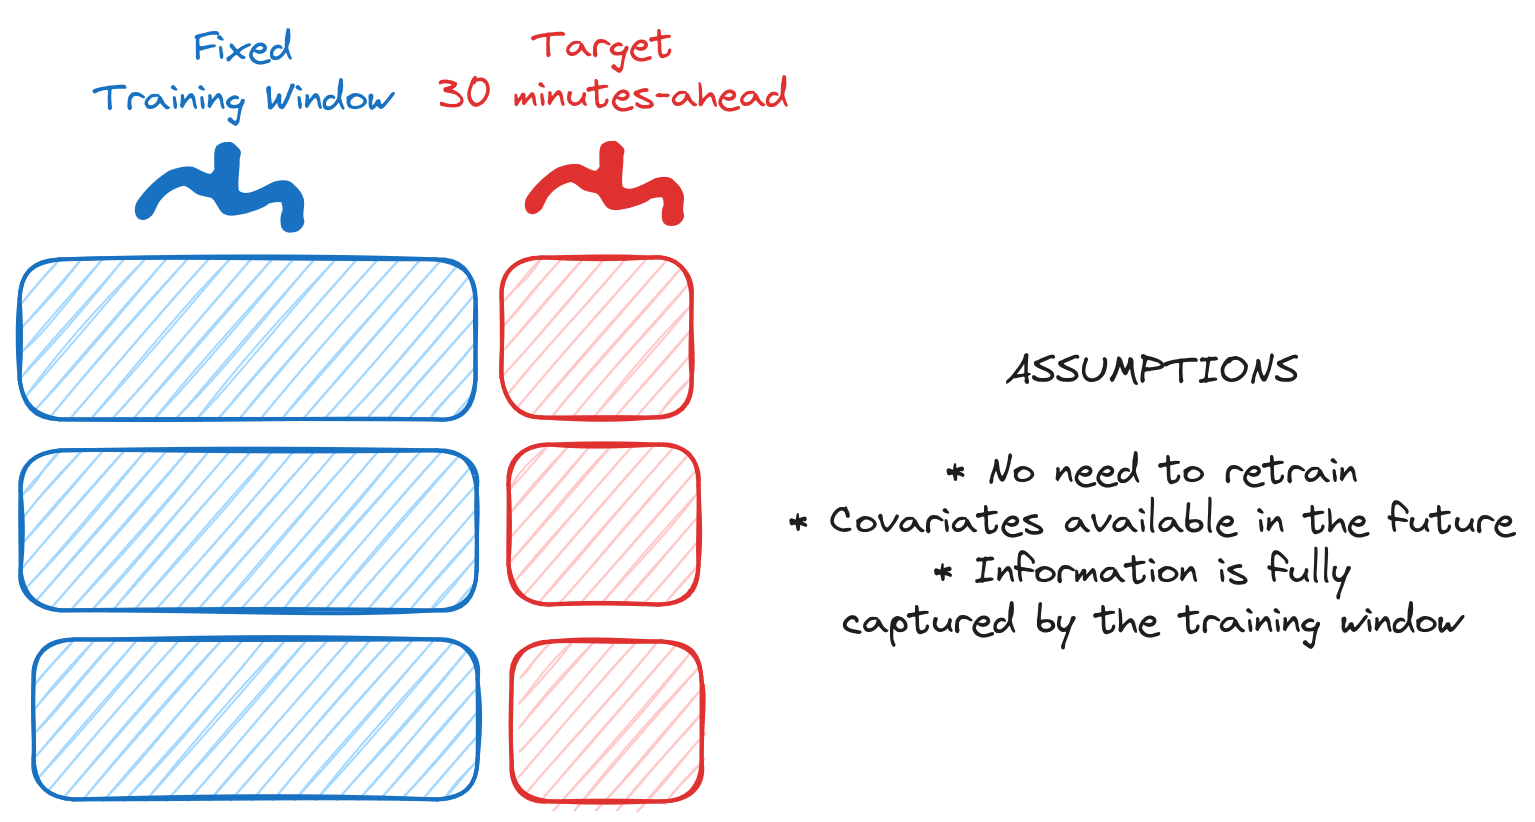 Fixed
Training Window
Target
30 minutes-ahead
ASSUMPTIONS
* No need to retrain
* Covariates available in the future
* Information is fully
captured by the training window